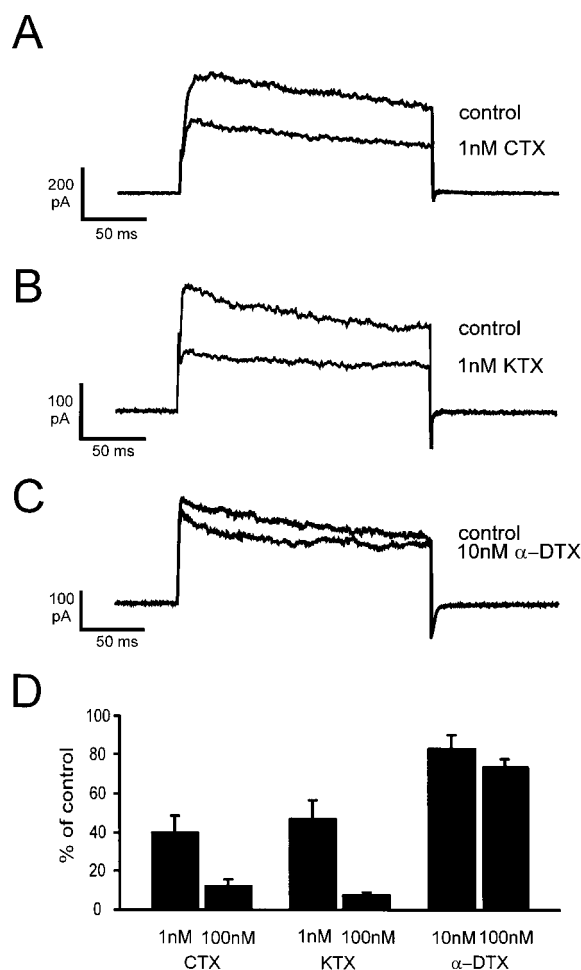 A
control
1nM CTX
200
pA
50 ms
B
control
1nM KTX
100
pA
50 ms
C
control
10nM α–DTX
100
pA
50 ms
D
% of control
100
80
60
40
20
0
1nM 100nM 1nM 100nM 10nM 100nM
CTX KTX α–DTX